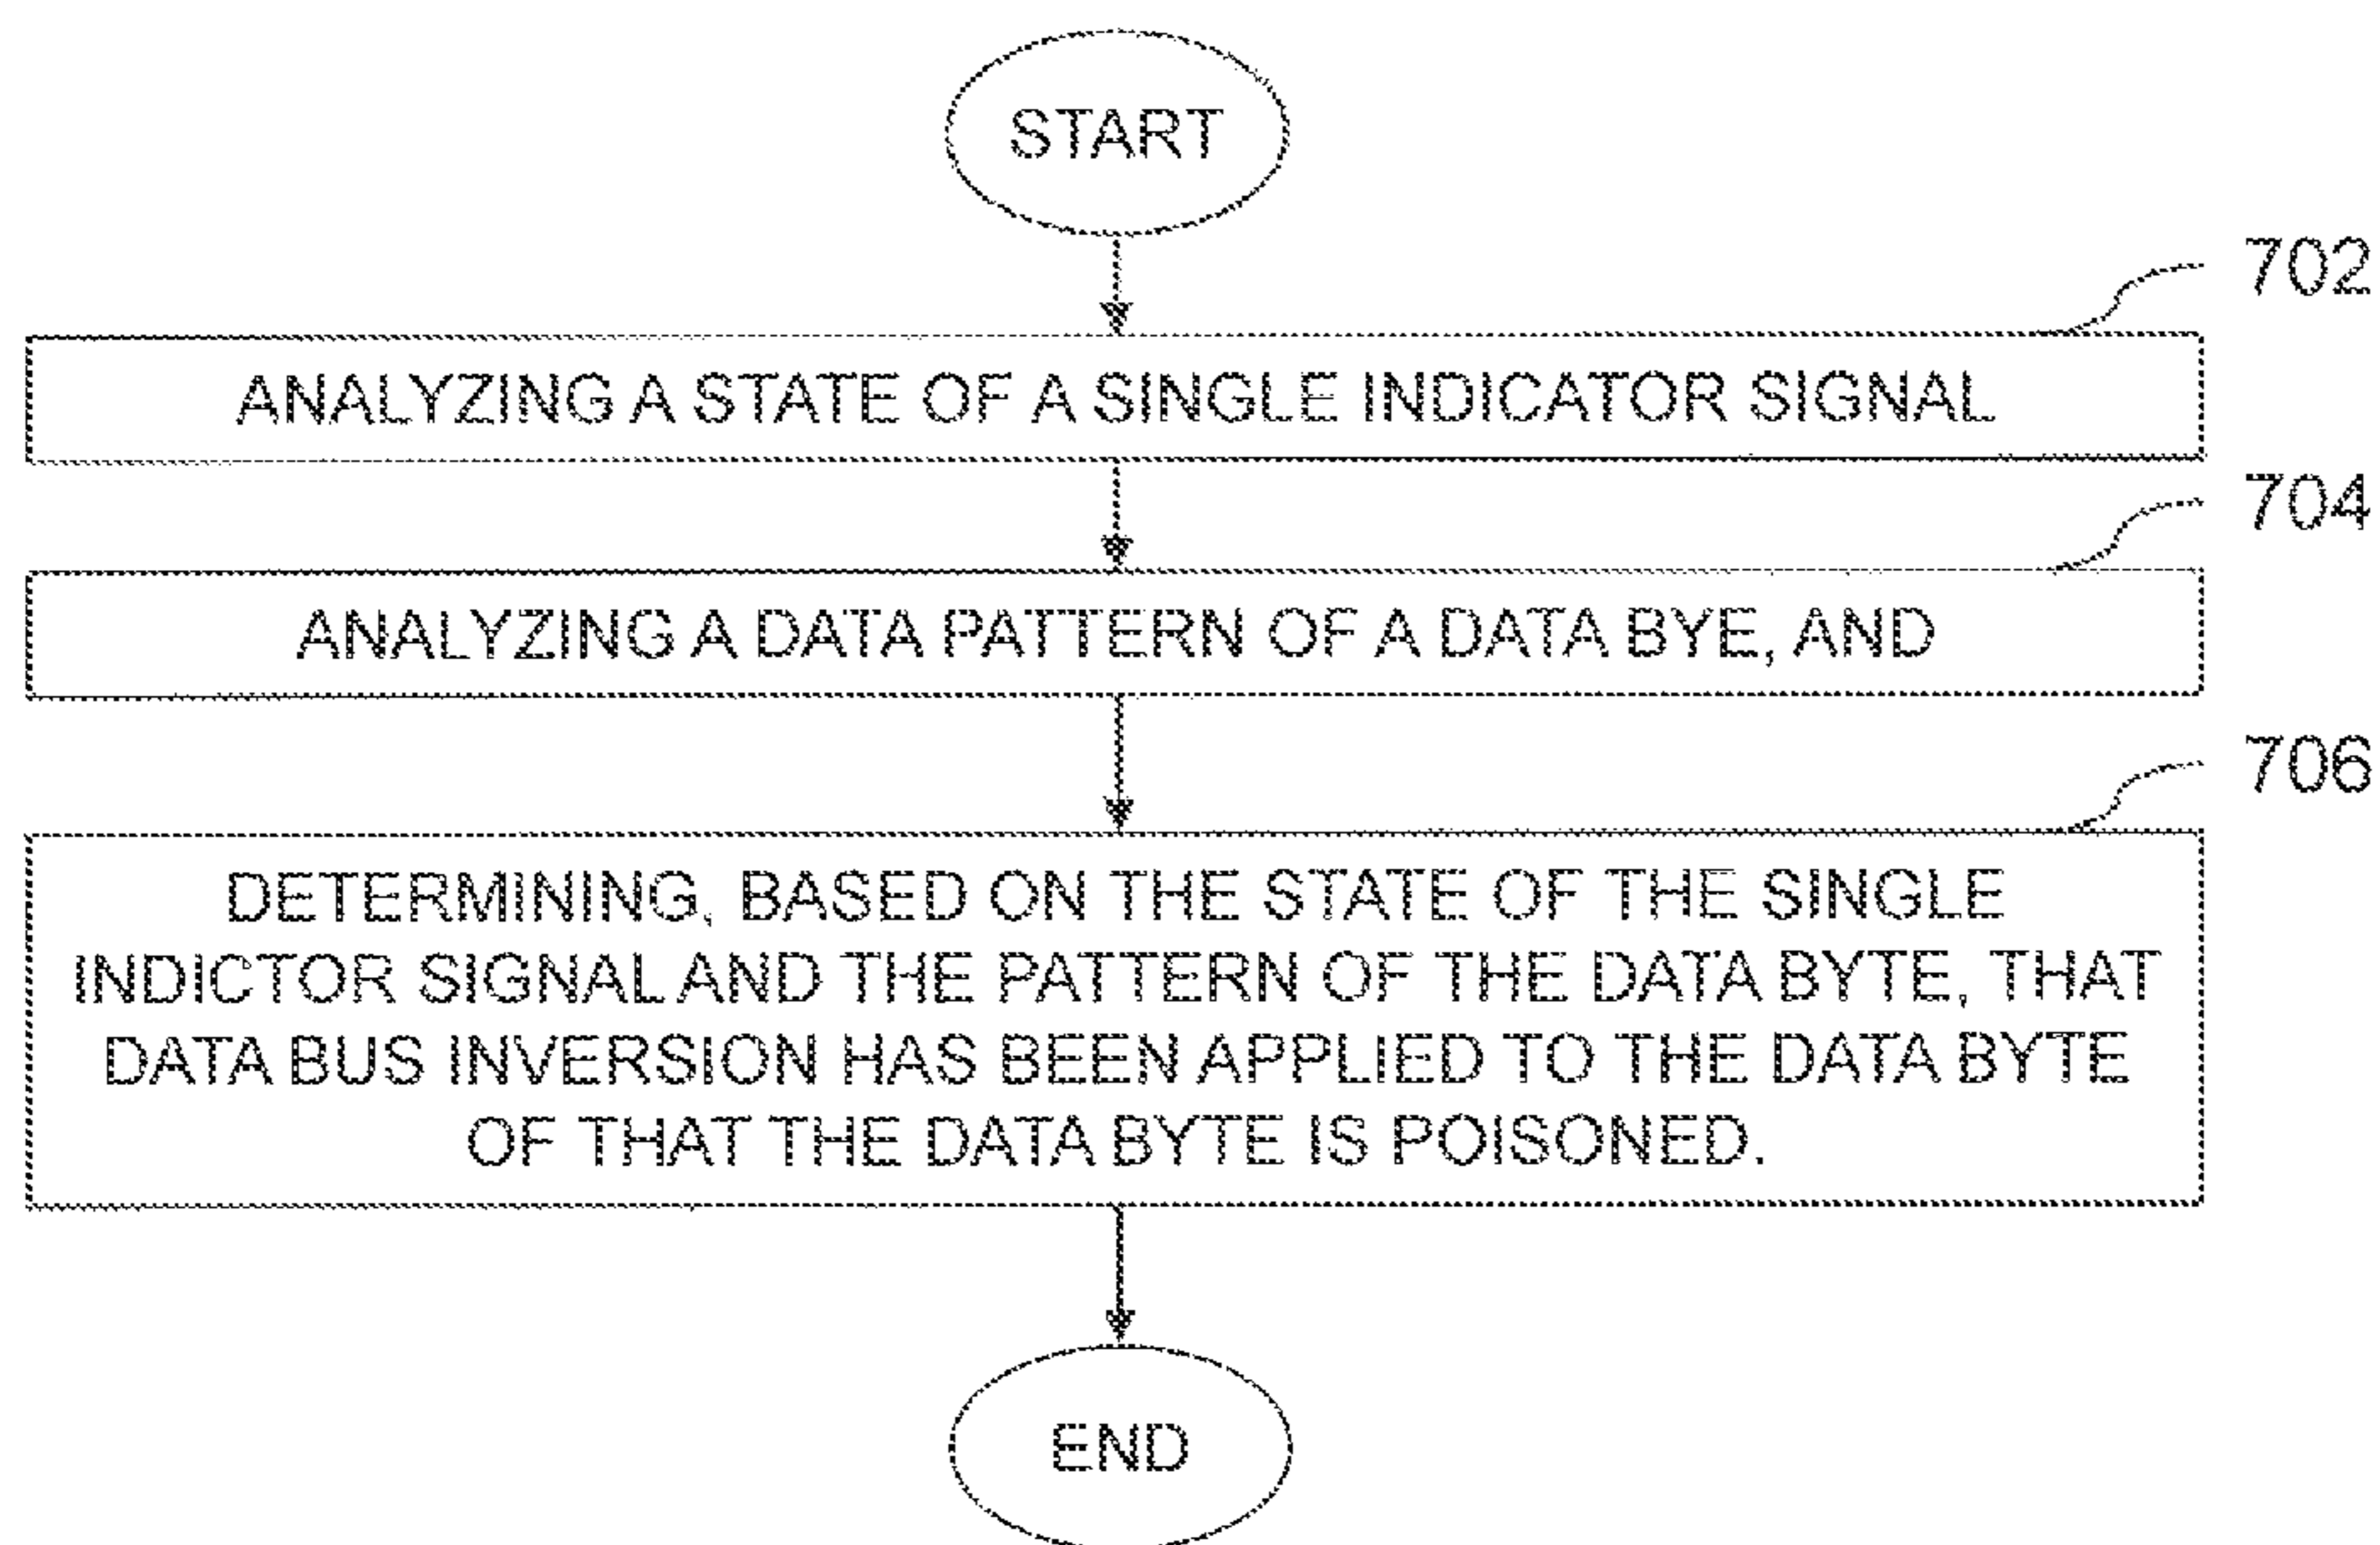 START
702
ANALYZING A STATE OF A SINGLE INDICATOR SIGNAL
704
ANALYZING A DATA PATTERN OF A DATA BYE, AND
706
DETERMINING, BASED ON THE STATE OF THE SINGLE
INDICTOR SIGNAL AND THE PATTERN OF THE DATA BYTE, THAT
DATA BUS INVERSION HAS BEEN APPLIED TO THE DATA BYTE
OF THAT THE DATA BYTE IS POISONED.
END